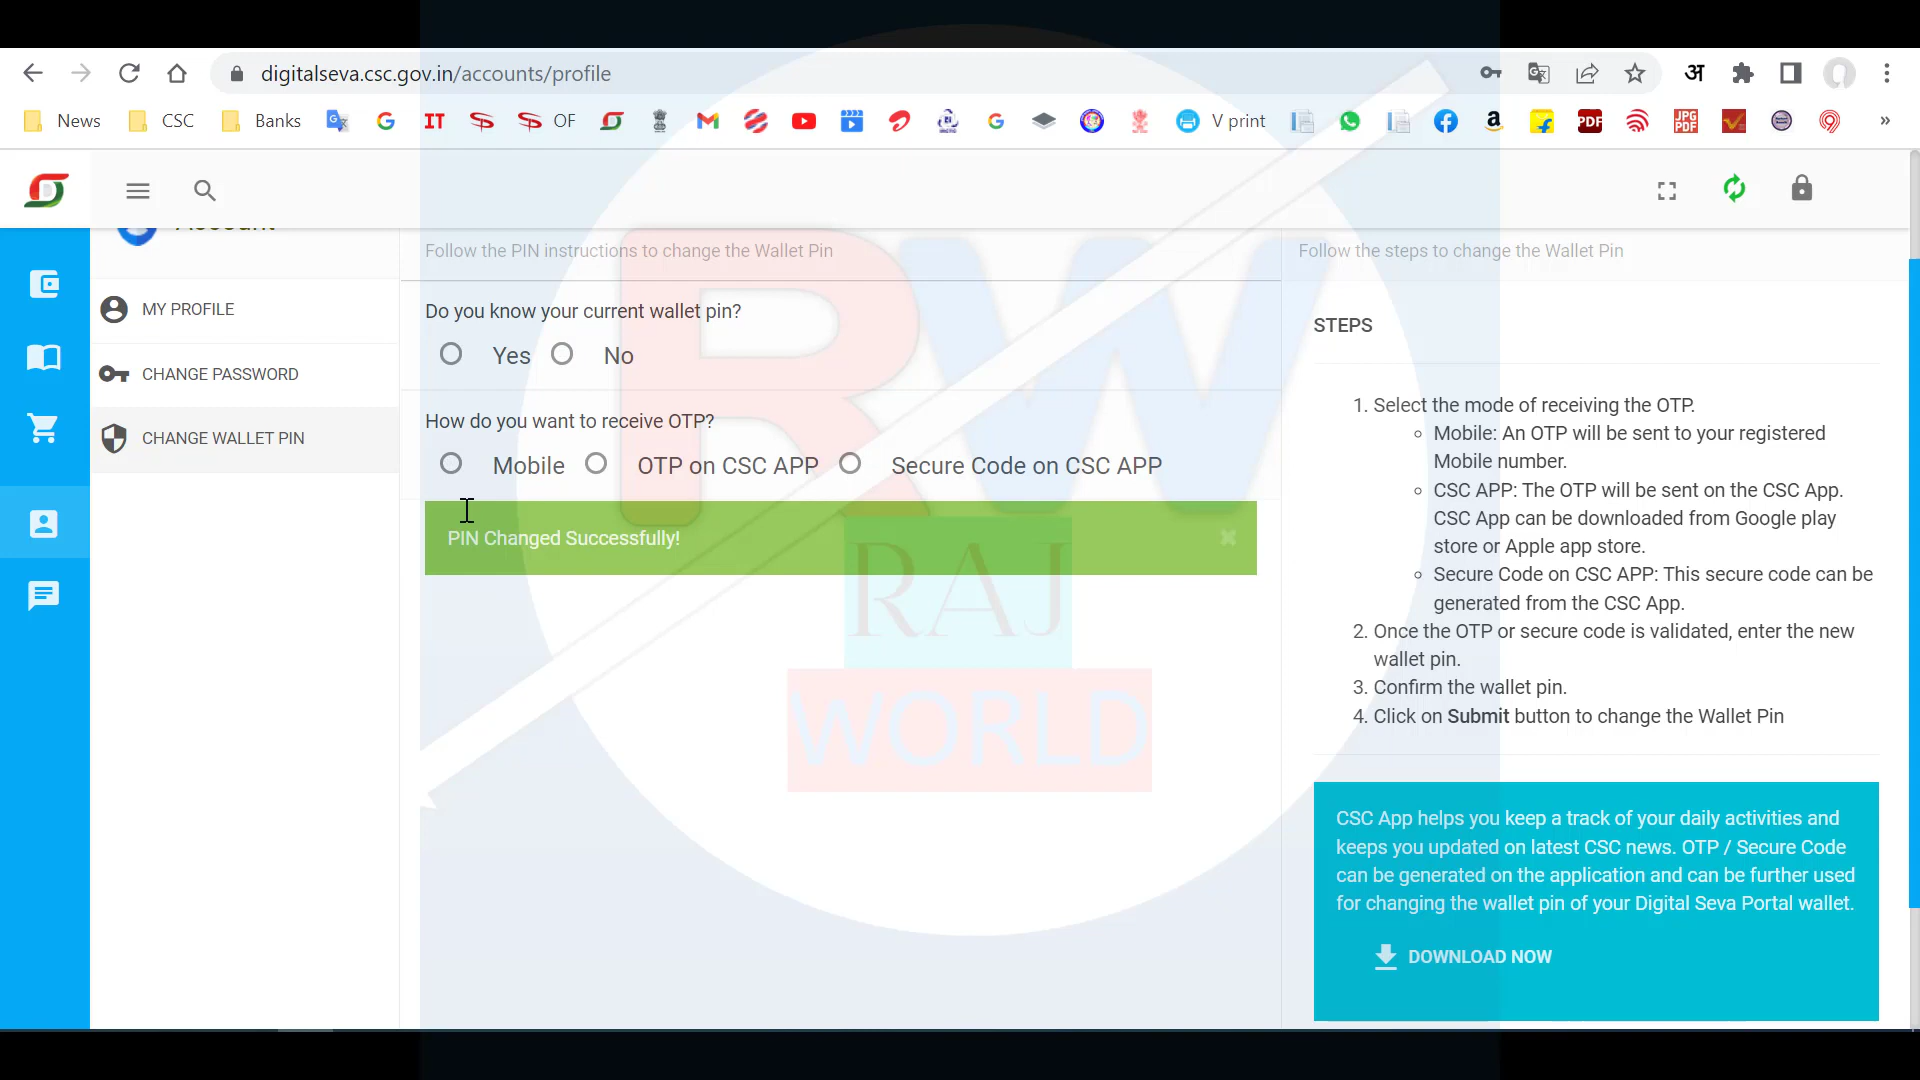 digitalseva.csc.gov.in/accounts/profile
अ
News
CSC
Banks
IT
OF
V print
PDF
JPG
PDF
Follow the PIN instructions to change the Wallet Pin
Follow the steps to change the Wallet Pin
MY PROFILE
CHANGE PASSWORD
CHANGE WALLET PIN
Do you know your current wallet pin?
Yes
No
How do you want to receive OTP?
Mobile
OTP on CSC APP
Secure Code on CSC APP
PIN Changed Successfully!
RW
RAJ
WORLD
STEPS
1. Select the mode of receiving the OTP.
Mobile: An OTP will be sent to your registered
Mobile number.
CSC APP: The OTP will be sent on the CSC App.
CSC App can be downloaded from Google play
store or Apple app store.
Secure Code on CSC APP: This secure code can be
generated from the CSC App.
2. Once the OTP or secure code is validated, enter the new
wallet pin.
3. Confirm the wallet pin.
4. Click on Submit button to change the Wallet Pin
CSC App helps you keep a track of your daily activities and
keeps you updated on latest CSC news. OTP / Secure Code
can be generated on the application and can be further used
for changing the wallet pin of your Digital Seva Portal wallet.
DOWNLOAD NOW